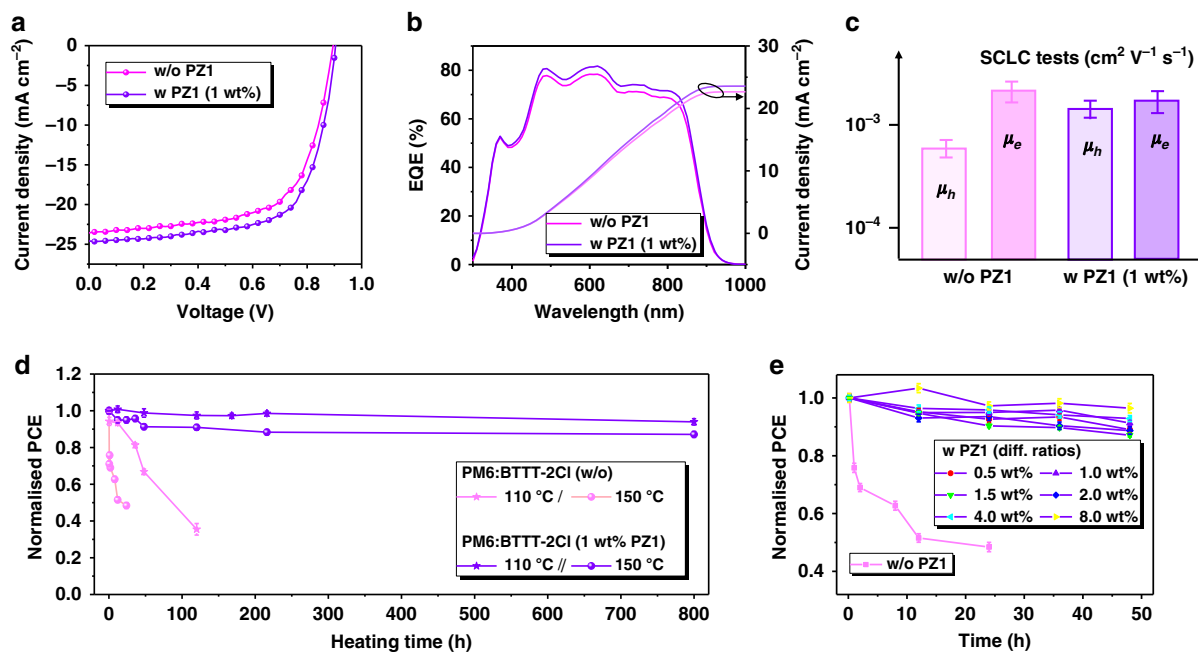 a
0
−5
−10
−15
−20
−25
Current density (mA cm⁻²)
w/o PZ1
w PZ1 (1 wt%)
0.0
0.2
0.4
0.6
0.8
1.0
Voltage (V)
b
80
60
40
20
0
EQE (%)
30
20
10
0
Current density (mA cm⁻²)
w/o PZ1
w PZ1 (1 wt%)
400
600
800
1000
Wavelength (nm)
c
SCLC tests (cm² V⁻¹ s⁻¹)
10⁻³
10⁻⁴
μh
μe
μh
μe
w/o PZ1
w PZ1 (1 wt%)
d
1.2
1.0
0.8
0.6
0.4
0.2
0.0
Normalised PCE
PM6:BTTT-2Cl (w/o)
110 °C / 150 °C
PM6:BTTT-2Cl (1 wt% PZ1)
110 °C // 150 °C
0
100
200
300
400
500
600
700
800
Heating time (h)
e
1.0
0.8
0.6
0.4
Normalised PCE
w PZ1 (diff. ratios)
0.5 wt% 1.0 wt%
1.5 wt% 2.0 wt%
4.0 wt% 8.0 wt%
w/o PZ1
0
10
20
30
40
50
Time (h)